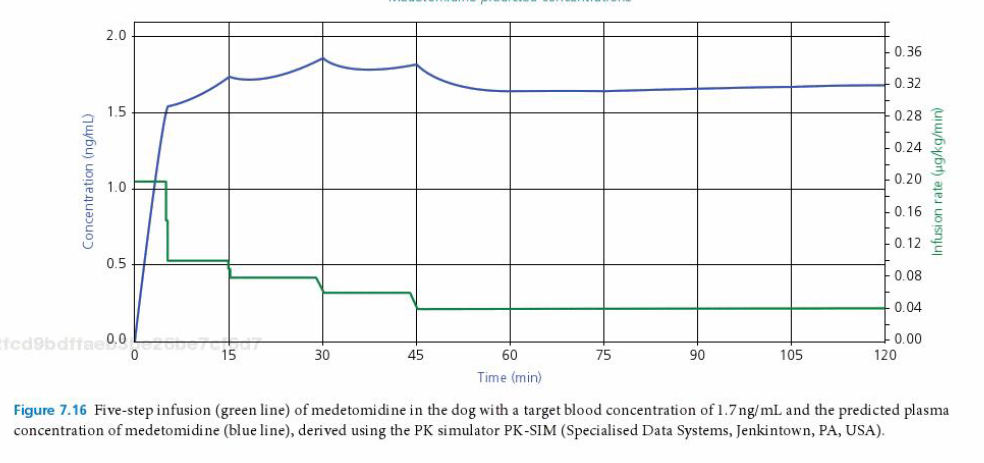 Medetomidine predicted concentrations
2.0
1.5
1.0
0.5
0.0
Concentration (ng/mL)
0.36
0.32
0.28
0.24
0.20
0.16
0.12
0.08
0.04
0.00
Infusion rate (µg/kg/min)
0 15 30 45 60 75 90 105 120
Time (min)
Figure 7.16 Five-step infusion (green line) of medetomidine in the dog with a target blood concentration of 1.7ng/mL and the predicted plasma
concentration of medetomidine (blue line), derived using the PK simulator PK-SIM (Specialised Data Systems, Jenkintown, PA, USA).